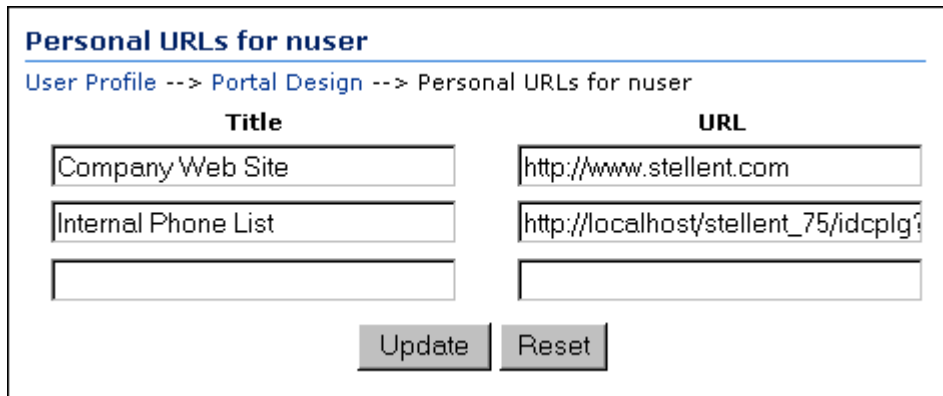 Personal URLs for nuser
User Profile --> Portal Design --> Personal URLs for nuser
Title URL
Company Web Site http://www.stellent.com
Internal Phone List http://localhost/stellent_75/idcplg?
Update Reset